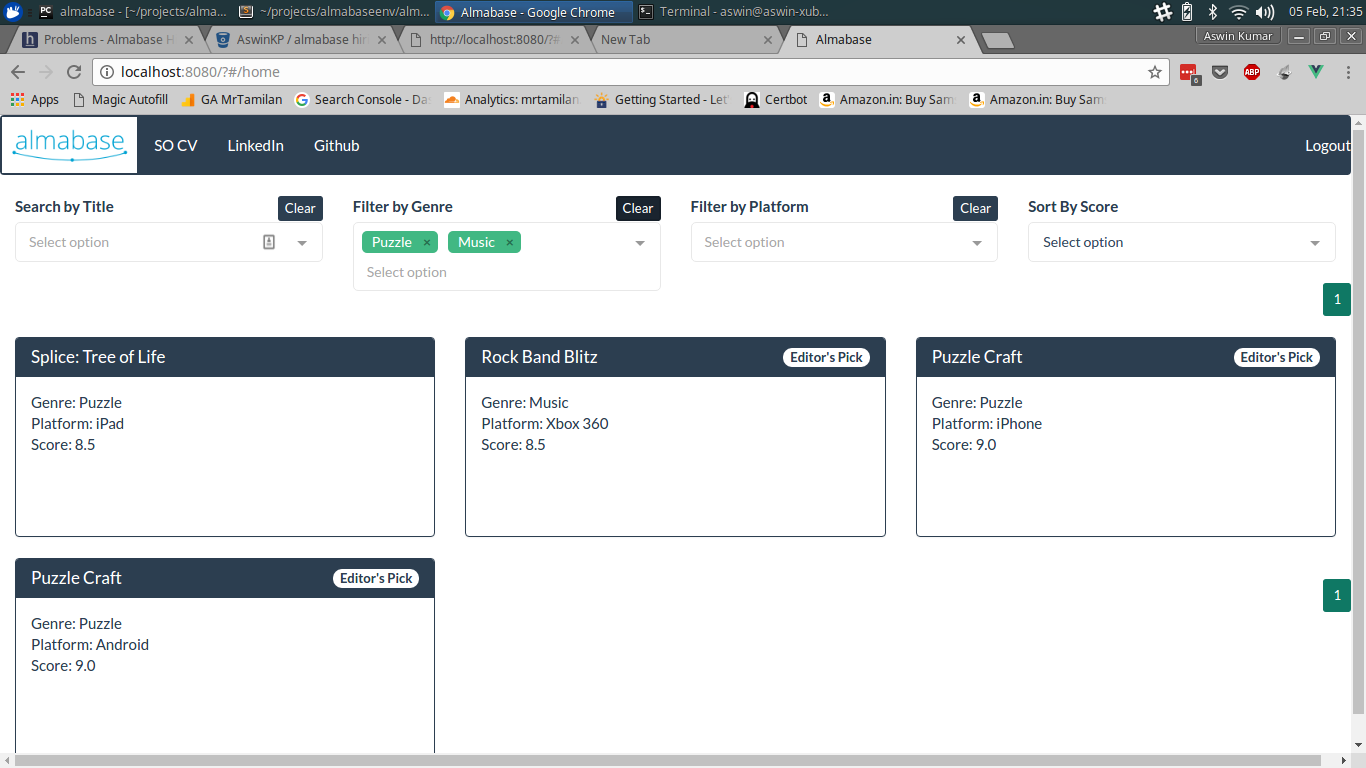 almabase - [~/projects/alma...
~/projects/almabaseenv/alm...
Almabase - Google Chrome
Terminal - aswin@aswin-xub...
05 Feb, 21:35
Problems - Almabase H
AswinKP / almabase hiri
http://localhost:8080/?#
New Tab
Almabase
Aswin Kumar
localhost:8080/?#/home
6
ABP
Apps
Magic Autofill
GA MrTamilan
Search Console - Da
Analytics: mrtamilan.
Getting Started - Let'
Certbot
Amazon.in: Buy Sam
Amazon.in: Buy Sam
almabase
SO CV
LinkedIn
Github
Logout
Search by Title
Clear
Filter by Genre
Clear
Filter by Platform
Clear
Sort By Score
Select option
Puzzle ×
Music ×
Select option
Select option
Select option
1
Splice: Tree of Life
Genre: Puzzle
Platform: iPad
Score: 8.5
Rock Band Blitz
Editor's Pick
Genre: Music
Platform: Xbox 360
Score: 8.5
Puzzle Craft
Editor's Pick
Genre: Puzzle
Platform: iPhone
Score: 9.0
Puzzle Craft
Editor's Pick
Genre: Puzzle
Platform: Android
Score: 9.0
1